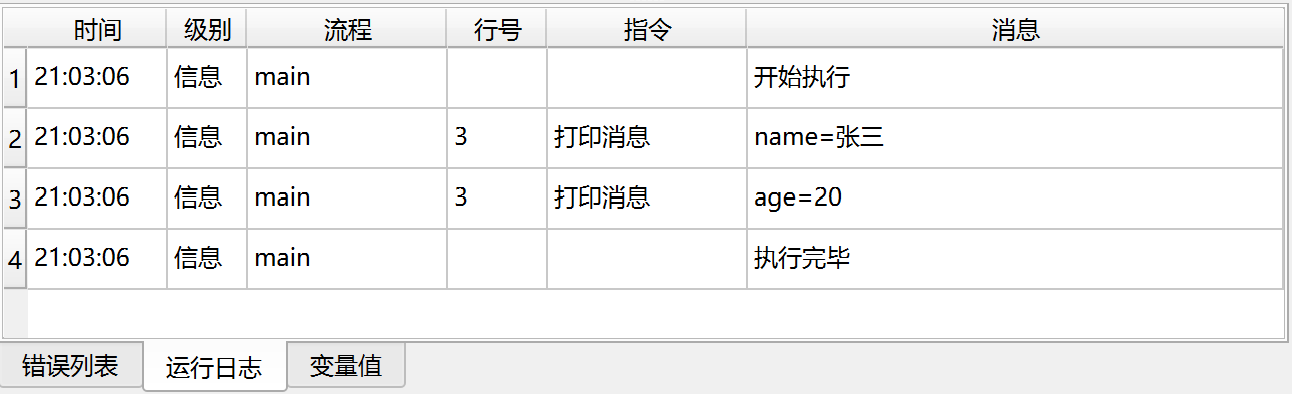 时间 级别 流程 行号 指令 消息
1 21:03:06 信息 main 开始执行
2 21:03:06 信息 main 3 打印消息 name=张三
3 21:03:06 信息 main 3 打印消息 age=20
4 21:03:06 信息 main 执行完毕
错误列表 运行日志 变量值